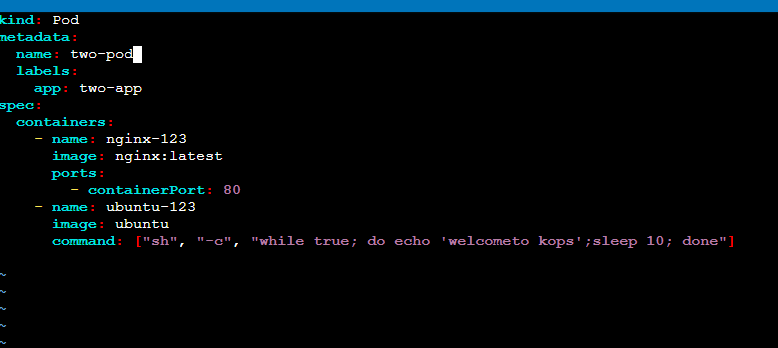 kind: Pod
metadata:
  name: two-pod
  labels:
    app: two-app
spec:
  containers:
    - name: nginx-123
      image: nginx:latest
      ports:
        - containerPort: 80
    - name: ubuntu-123
      image: ubuntu
      command: ["sh", "-c", "while true; do echo 'welcometo kops';sleep 10; done"]
~
~
~
~
~